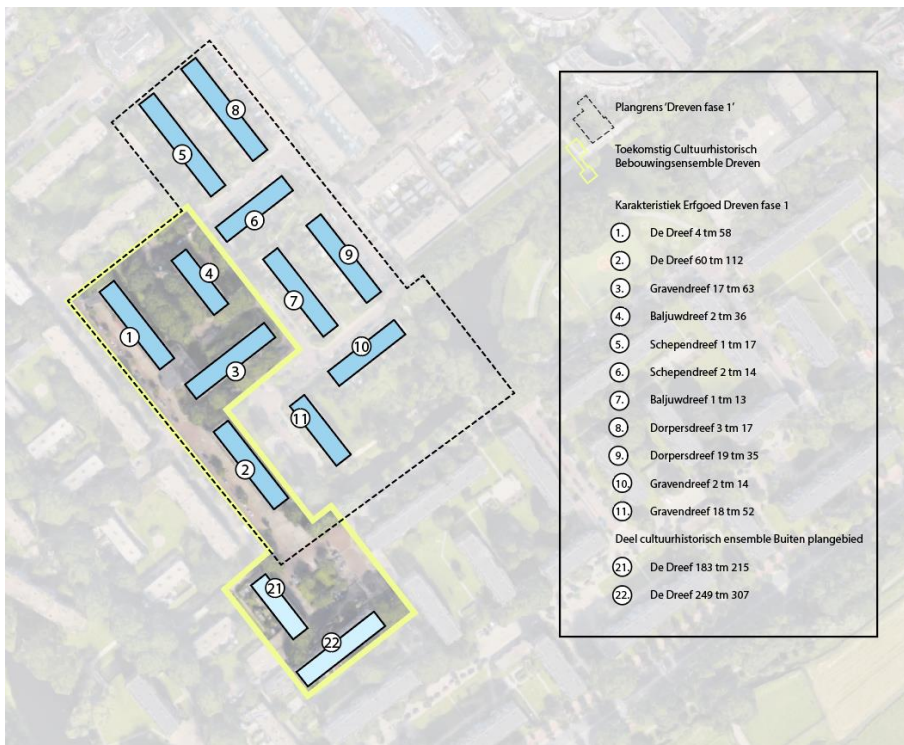 Plangrens 'Dreven fase 1'
Toekomstig Cultuurhistorisch
Bebouwingsensemble Dreven
Karakteristiek Erfgoed Dreven fase 1
1. De Dreef 4 tm 58
2. De Dreef 60 tm 112
3. Gravendreef 17 tm 63
4. Baljuwdreef 2 tm 36
5. Schependreef 1 tm 17
6. Schependreef 2 tm 14
7. Baljuwdreef 1 tm 13
8. Dorpersdreef 3 tm 17
9. Dorpersdreef 19 tm 35
10. Gravendreef 2 tm 14
11. Gravendreef 18 tm 52
Deel cultuurhistorisch ensemble Buiten plangebied
21. De Dreef 183 tm 215
22. De Dreef 249 tm 307
8
5
6
9
4
7
1
10
3
11
2
21
22